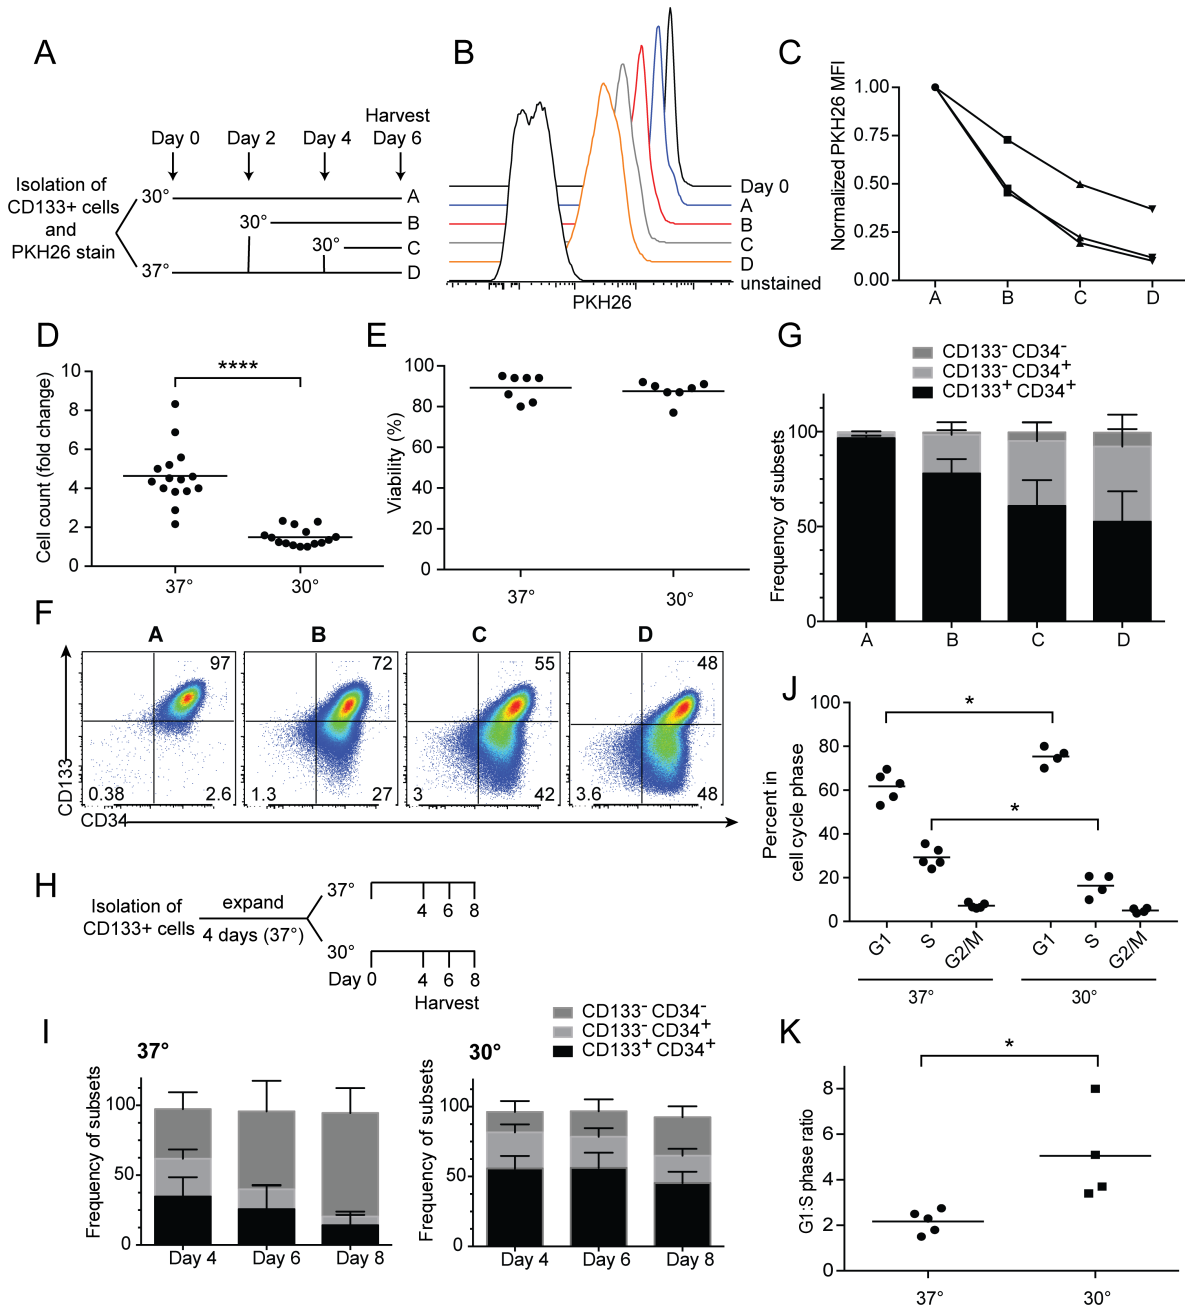 A
Harvest
Day 0 Day 2 Day 4 Day 6
Isolation of
CD133+ cells
and
PKH26 stain
30°
37°
30°
30°
A
B
C
D
B
Day 0
A
B
C
D
unstained
PKH26
C
Normalized PKH26 MFI
1.00
0.75
0.50
0.25
0.00
A B C D
D
Cell count (fold change)
10
8
6
4
2
0
****
37° 30°
E
Viability (%)
100
80
60
40
20
0
37° 30°
G
CD133⁻ CD34⁻
CD133⁻ CD34⁺
CD133⁺ CD34⁺
Frequency of subsets
100
50
0
A B C D
F
A B C D
97 72 55 48
0.38 2.6 1.3 27 3 42 3.6 48
CD133
CD34
H
Isolation of
CD133+ cells
expand
4 days (37°)
37°
4 6 8
30°
Day 0 4 6 8
Harvest
J
Percent in
cell cycle phase
100
80
60
40
20
0
*
*
G1 S G2/M G1 S G2/M
37° 30°
I
CD133⁻ CD34⁻
CD133⁻ CD34⁺
CD133⁺ CD34⁺
37°
Frequency of subsets
100
50
0
Day 4 Day 6 Day 8
30°
Frequency of subsets
100
50
0
Day 4 Day 6 Day 8
K
G1:S phase ratio
8
6
4
2
0
*
37° 30°